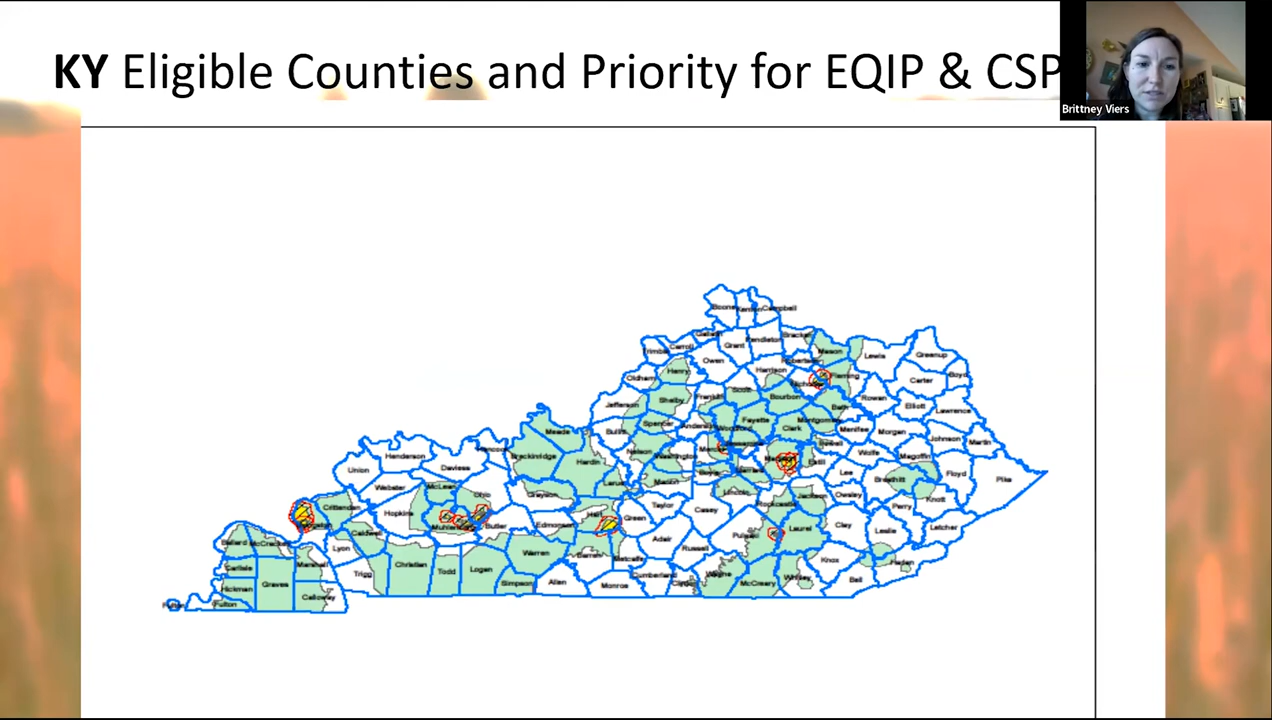 KY Eligible Counties and Priority for EQIP & CSP
Brittney Viers
Boone Kenton Campbell
Gallatin Bracken
Trimble Carroll Grant Pendleton Mason
Owen Robertson Lewis Greenup
Henry Harrison Fleming Boyd
Oldham Nicholas Carter
Scott Bourbon Rowan
Shelby Franklin Bath Elliott Lawrence
Jefferson Fayette Montgomery
Spencer Anderson Woodford Clark Menifee Morgan
Bullitt Johnson Martin
Meade Nelson Washington Powell Wolfe Magoffin
Hancock Mercer Madison Estill
Henderson Breckinridge Hardin Boyle Garrard Lee Floyd
Union Daviess Marion Breathitt Pike
Webster McLean Larue Lincoln Jackson Owsley Knott
Ohio Grayson Taylor Casey Rockcastle Perry
Crittenden Hopkins Hart Green Clay Letcher
Livingston Muhlenberg Butler Edmonson Laurel Leslie
Caldwell Adair Pulaski
Ballard McCracken Lyon Warren Barren Metcalfe Russell Knox Harlan
Carlisle Marshall Christian Todd Logan Cumberland Wayne
Hickman Graves Trigg Simpson Allen Monroe Clinton McCreary Whitley Bell
Fulton Fulton Calloway